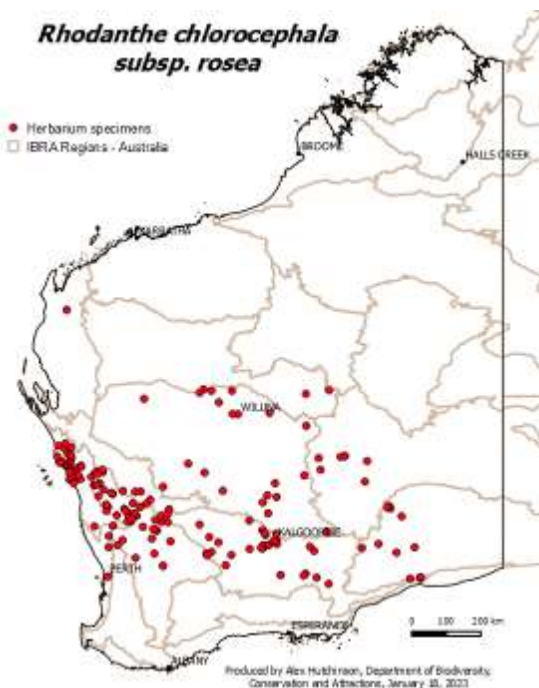 Rhodanthe chlorocephala
subsp. rosea
Herbarium specimens
IBRA Regions - Australia
BROOME
HALLS CREEK
KARRATHA
WILUNA
KALGOORLIE
PERTH
ESPERANCE
ALBANY
0 100 200 km
Produced by Alex Hutchinson, Department of Biodiversity,
Conservation and Attractions, January 18, 2023